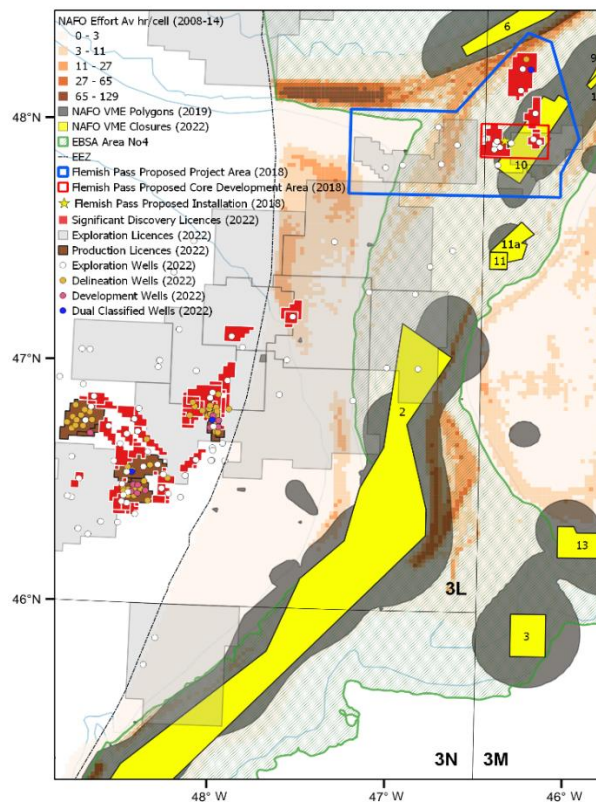 NAFO Effort Av hr/cell (2008-14)
0 - 3
3 - 11
11 - 27
27 - 65
65 - 129
NAFO VME Polygons (2019)
NAFO VME Closures (2022)
EBSA Area No4
EEZ
Flemish Pass Proposed Project Area (2018)
Flemish Pass Proposed Core Development Area (2018)
Flemish Pass Proposed Installation (2018)
Significant Discovery Licences (2022)
Exploration Licences (2022)
Production Licences (2022)
Exploration Wells (2022)
Delineation Wells (2022)
Development Wells (2022)
Dual Classified Wells (2022)
48°N
47°N
46°N
6
9
1
10
11a
11
2
13
3
3L
3N
3M
48°W
47°W
46°W